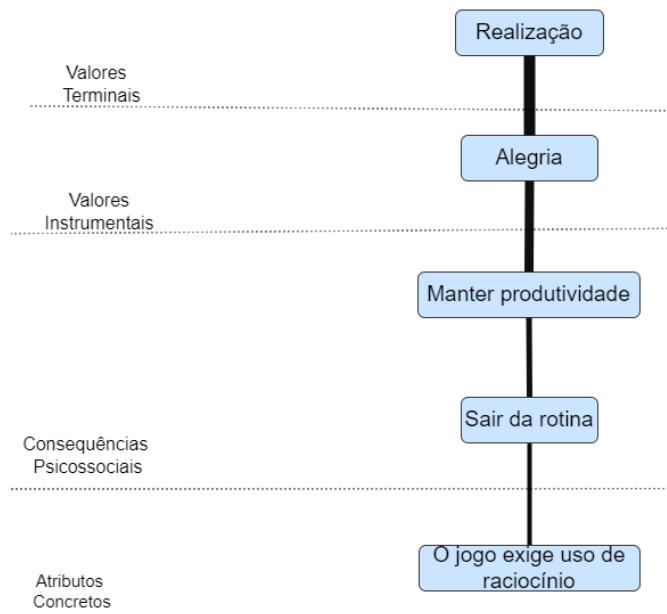 Realização
Valores
Terminais
Alegria
Valores
Instrumentais
Manter produtividade
Sair da rotina
Consequências
Psicossociais
O jogo exige uso de
raciocínio
Atributos
Concretos